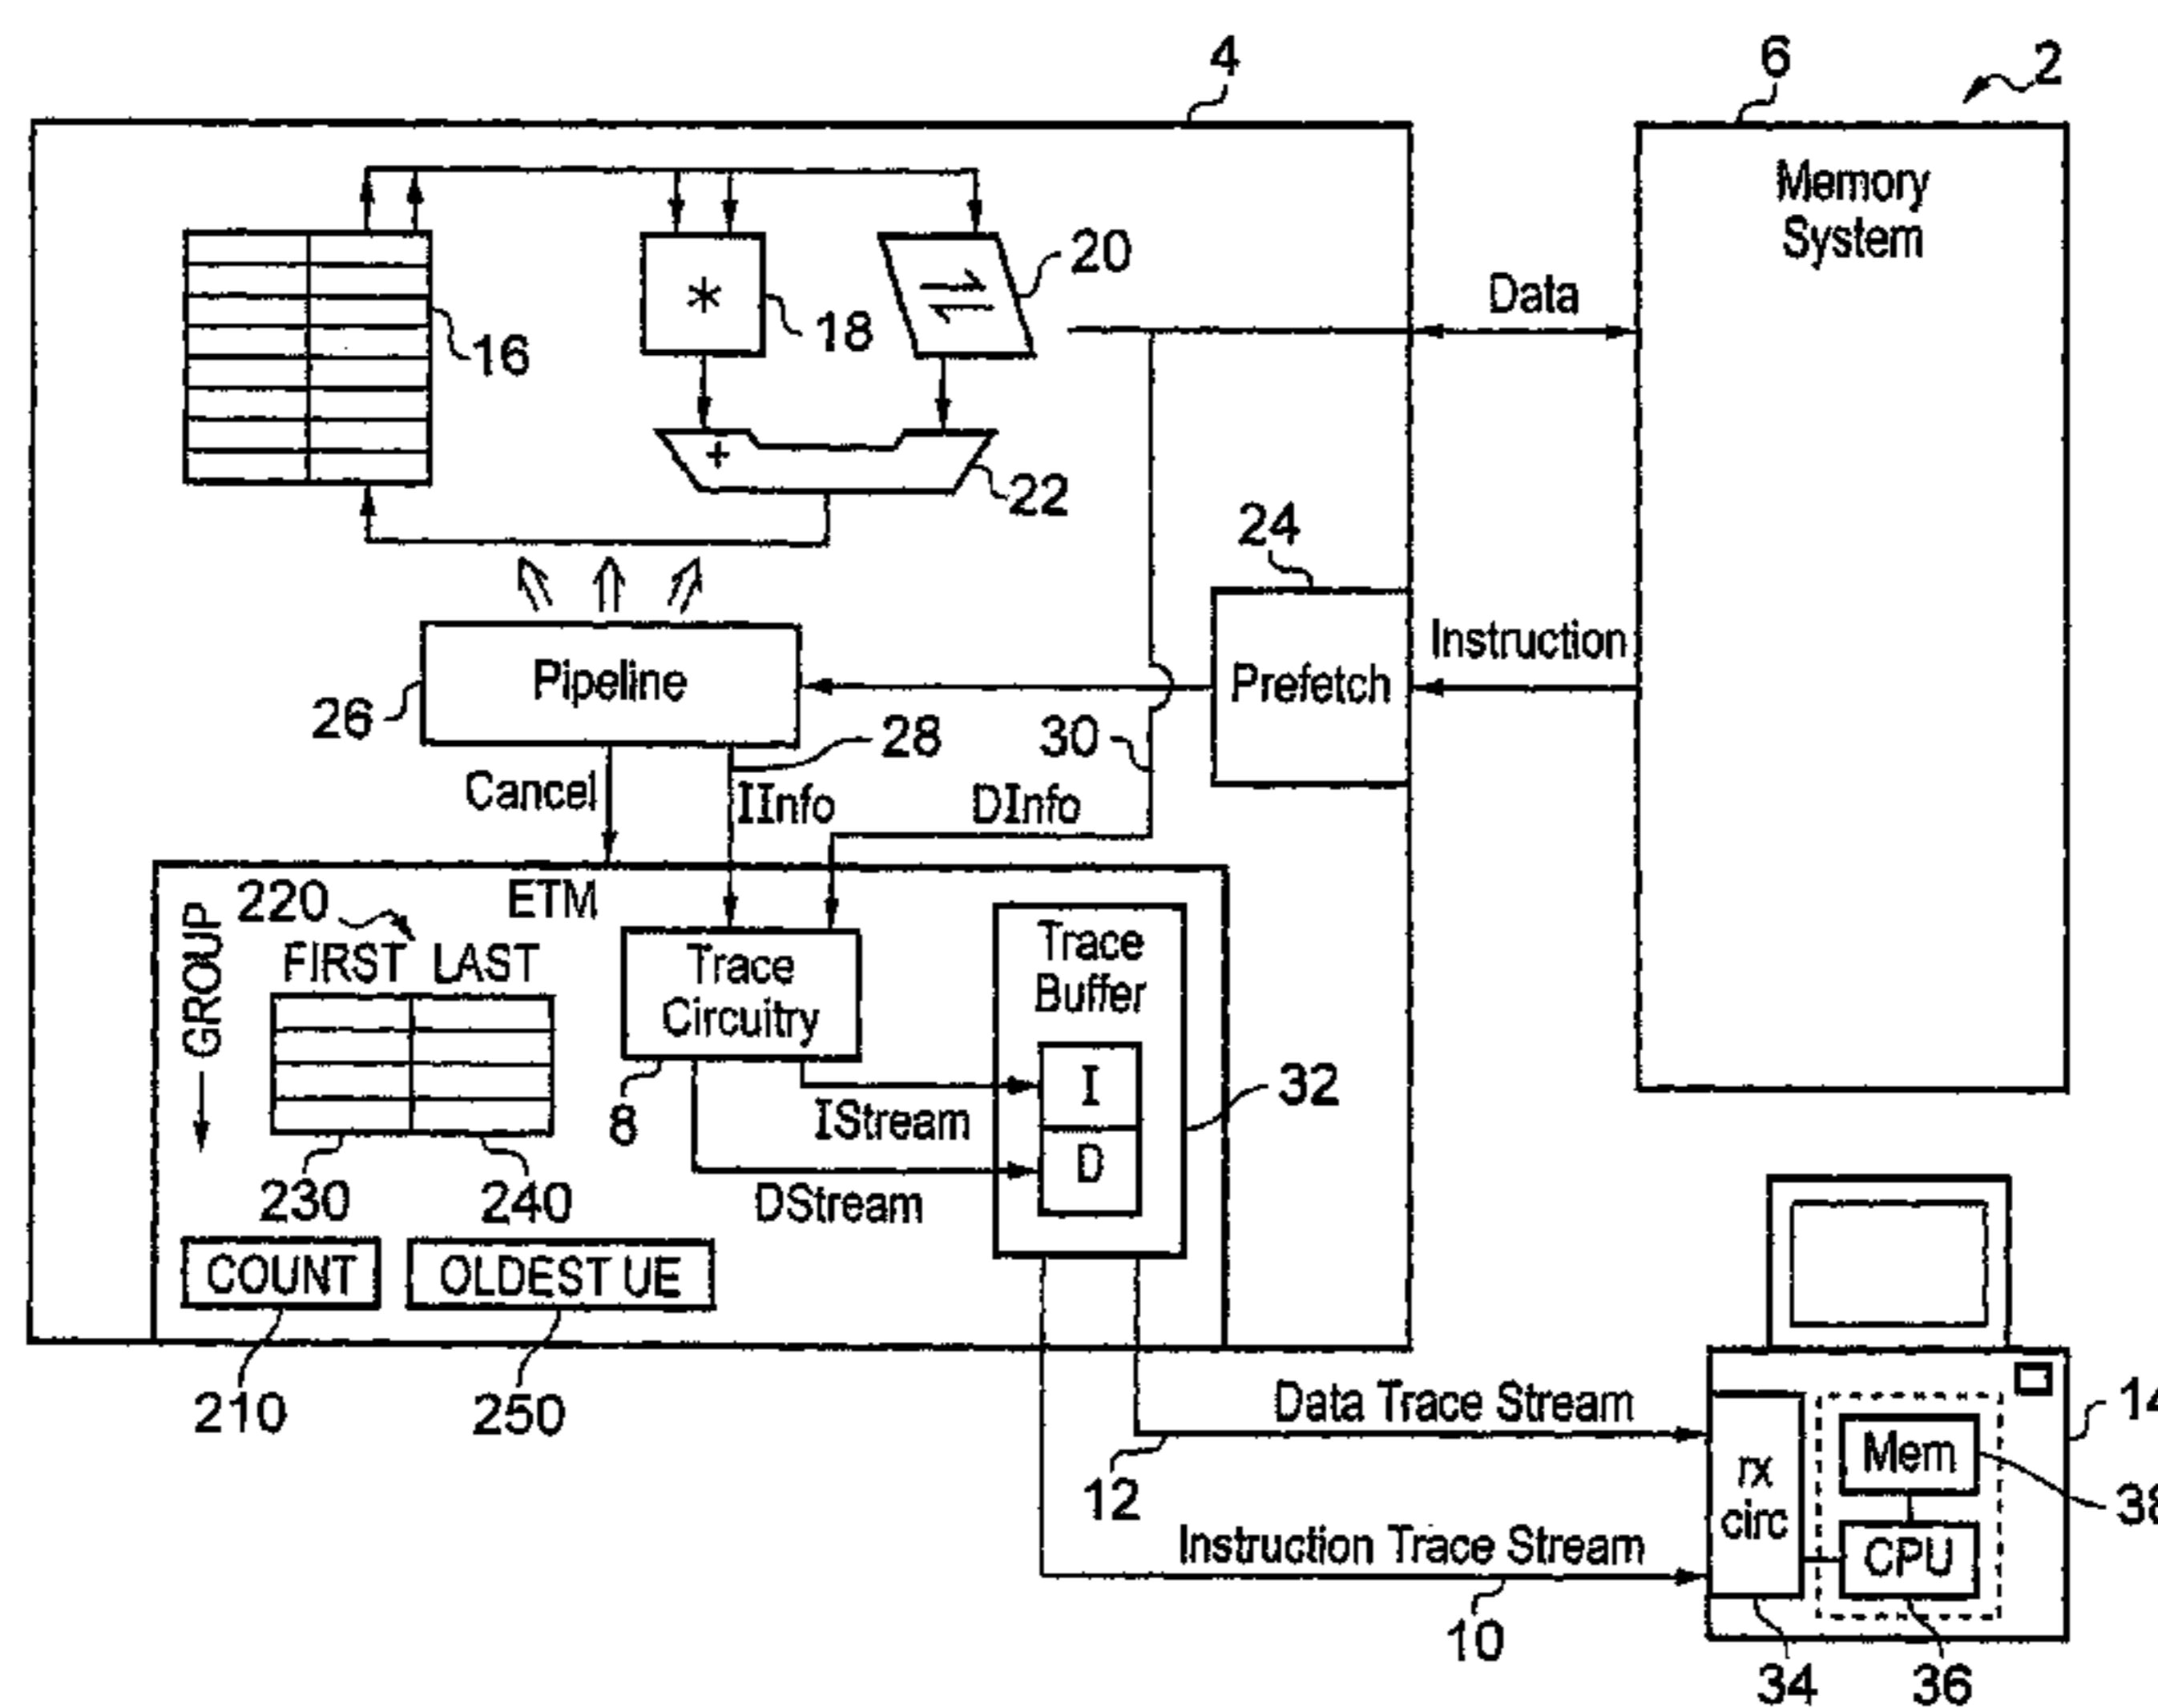 4
6
2
Memory
System
*
18
20
Data
16
+
22
24
Prefetch
Instruction
Pipeline
26
28
30
Cancel
IInfo
DInfo
ETM
GROUP
220
FIRST LAST
Trace
Circuitry
8
Trace
Buffer
I
D
32
IStream
DStream
230
240
COUNT
OLDEST UE
210
250
Data Trace Stream
12
Instruction Trace Stream
10
rx
circ
Mem
CPU
14
38
34
36